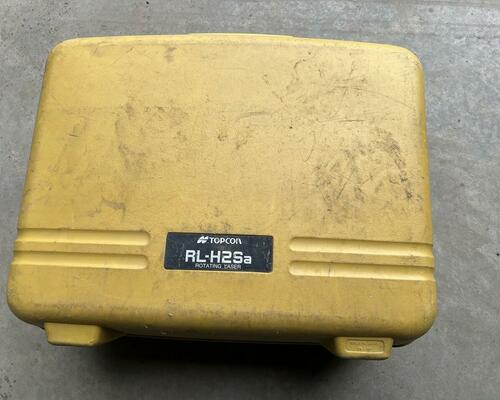 TOPCON
RL-H2Sa
ROTATING LASER